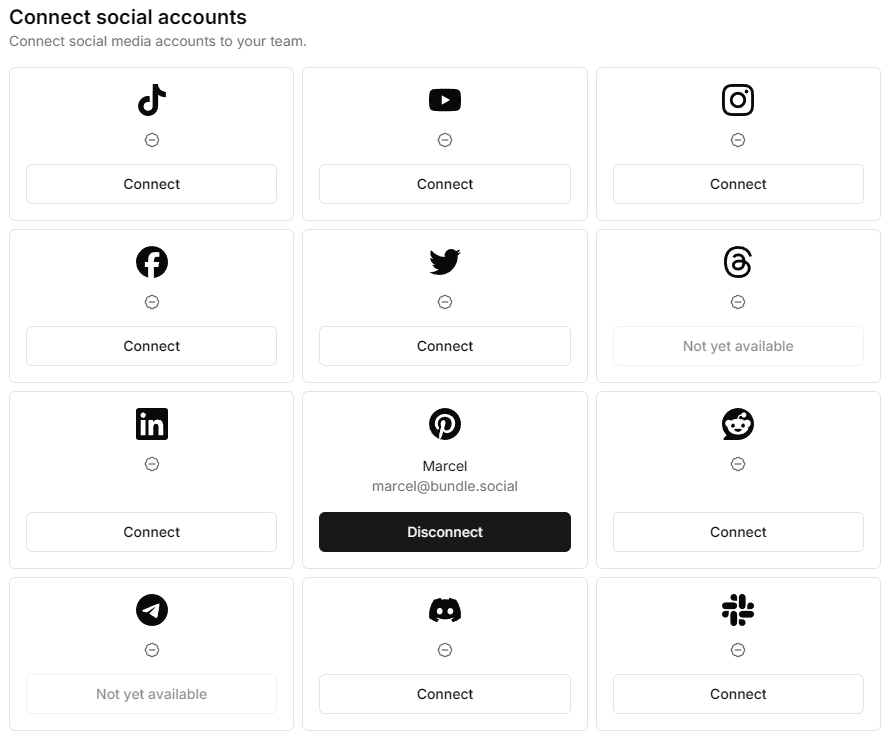 Connect social accounts
Connect social media accounts to your team.
Connect
Connect
Connect
Connect
Connect
Not yet available
Connect
Marcel
marcel@bundle.social
Disconnect
Connect
Not yet available
Connect
Connect